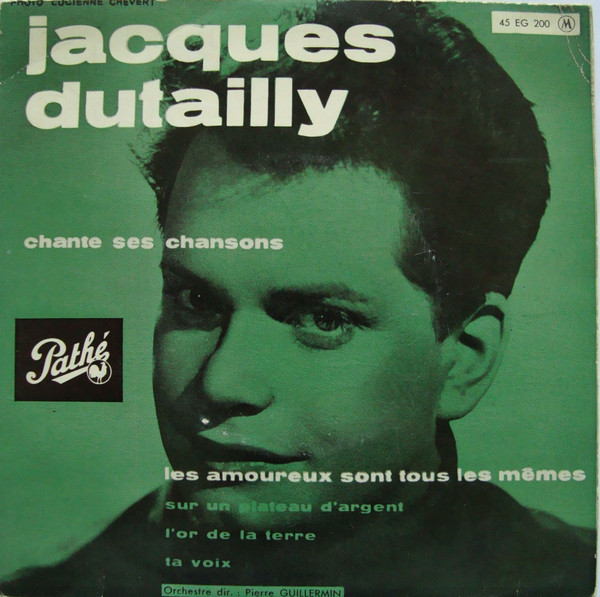 PHOTO LUCIENNE CHEVERT
jacques
dutailly
45 EG 200 M
chante ses chansons
Pathé
les amoureux sont tous les mêmes
sur un plateau d'argent
l'or de la terre
ta voix
Orchestre dir. : Pierre GUILLERMIN